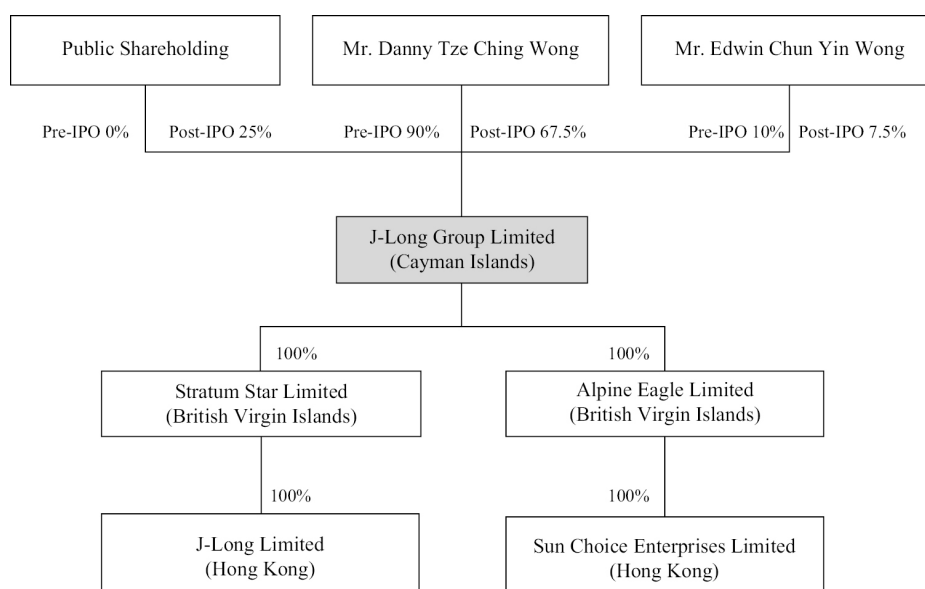 Public Shareholding
Mr. Danny Tze Ching Wong
Mr. Edwin Chun Yin Wong
Pre-IPO 0%
Post-IPO 25%
Pre-IPO 90%
Post-IPO 67.5%
Pre-IPO 10%
Post-IPO 7.5%
J-Long Group Limited
(Cayman Islands)
100%
100%
Stratum Star Limited
(British Virgin Islands)
Alpine Eagle Limited
(British Virgin Islands)
100%
100%
J-Long Limited
(Hong Kong)
Sun Choice Enterprises Limited
(Hong Kong)